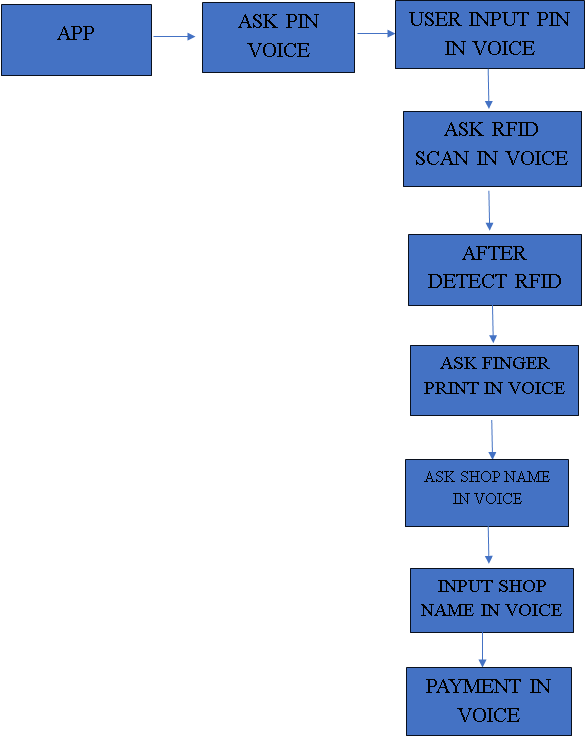 APP
ASK PIN
VOICE
USER INPUT PIN
IN VOICE
ASK RFID
SCAN IN VOICE
AFTER
DETECT RFID
ASK FINGER
PRINT IN VOICE
ASK SHOP NAME
IN VOICE
INPUT SHOP
NAME IN VOICE
PAYMENT IN
VOICE